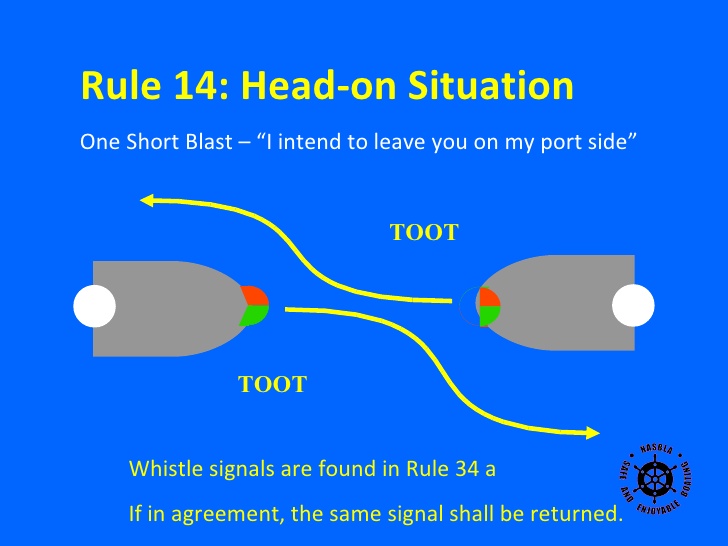 Rule 14: Head-on Situation
One Short Blast – “I intend to leave you on my port side”
TOOT
TOOT
Whistle signals are found in Rule 34 a
If in agreement, the same signal shall be returned.
• NASBLA •
SAFE AND ENJOYABLE BOATING